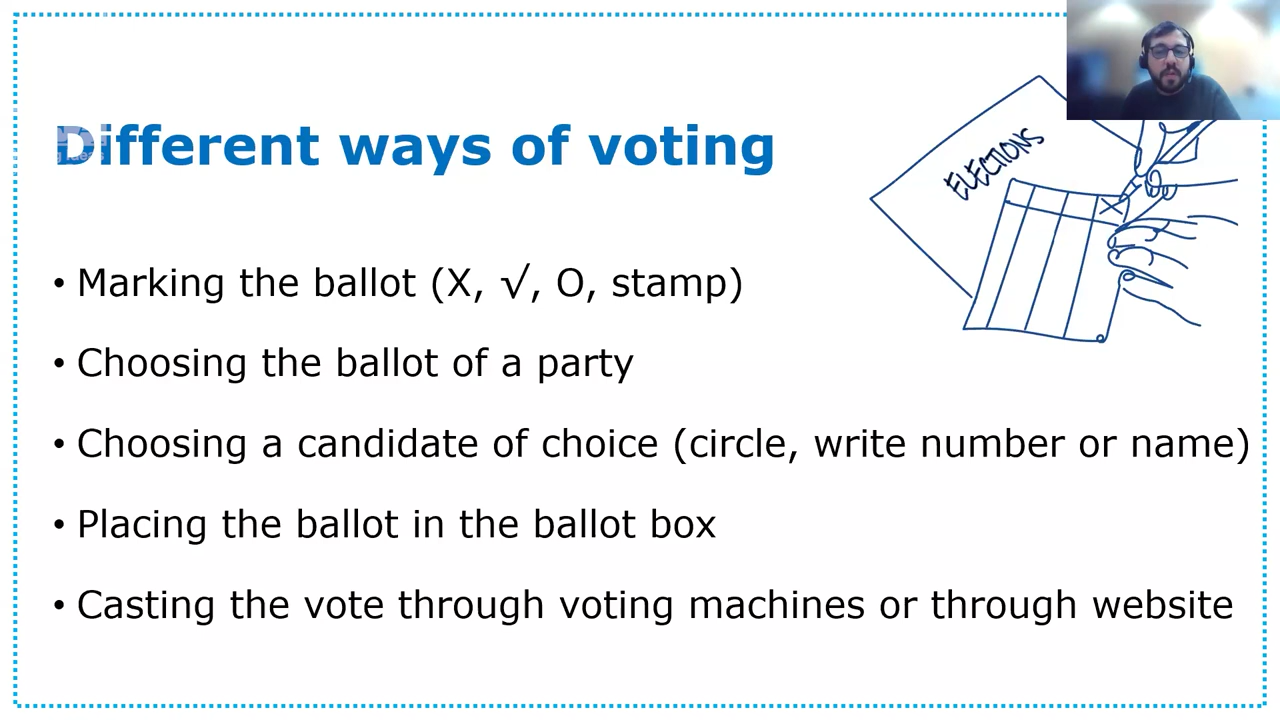 Different ways of voting
ELECTIONS
X
• Marking the ballot (X, √, O, stamp)
• Choosing the ballot of a party
• Choosing a candidate of choice (circle, write number or name)
• Placing the ballot in the ballot box
• Casting the vote through voting machines or through website